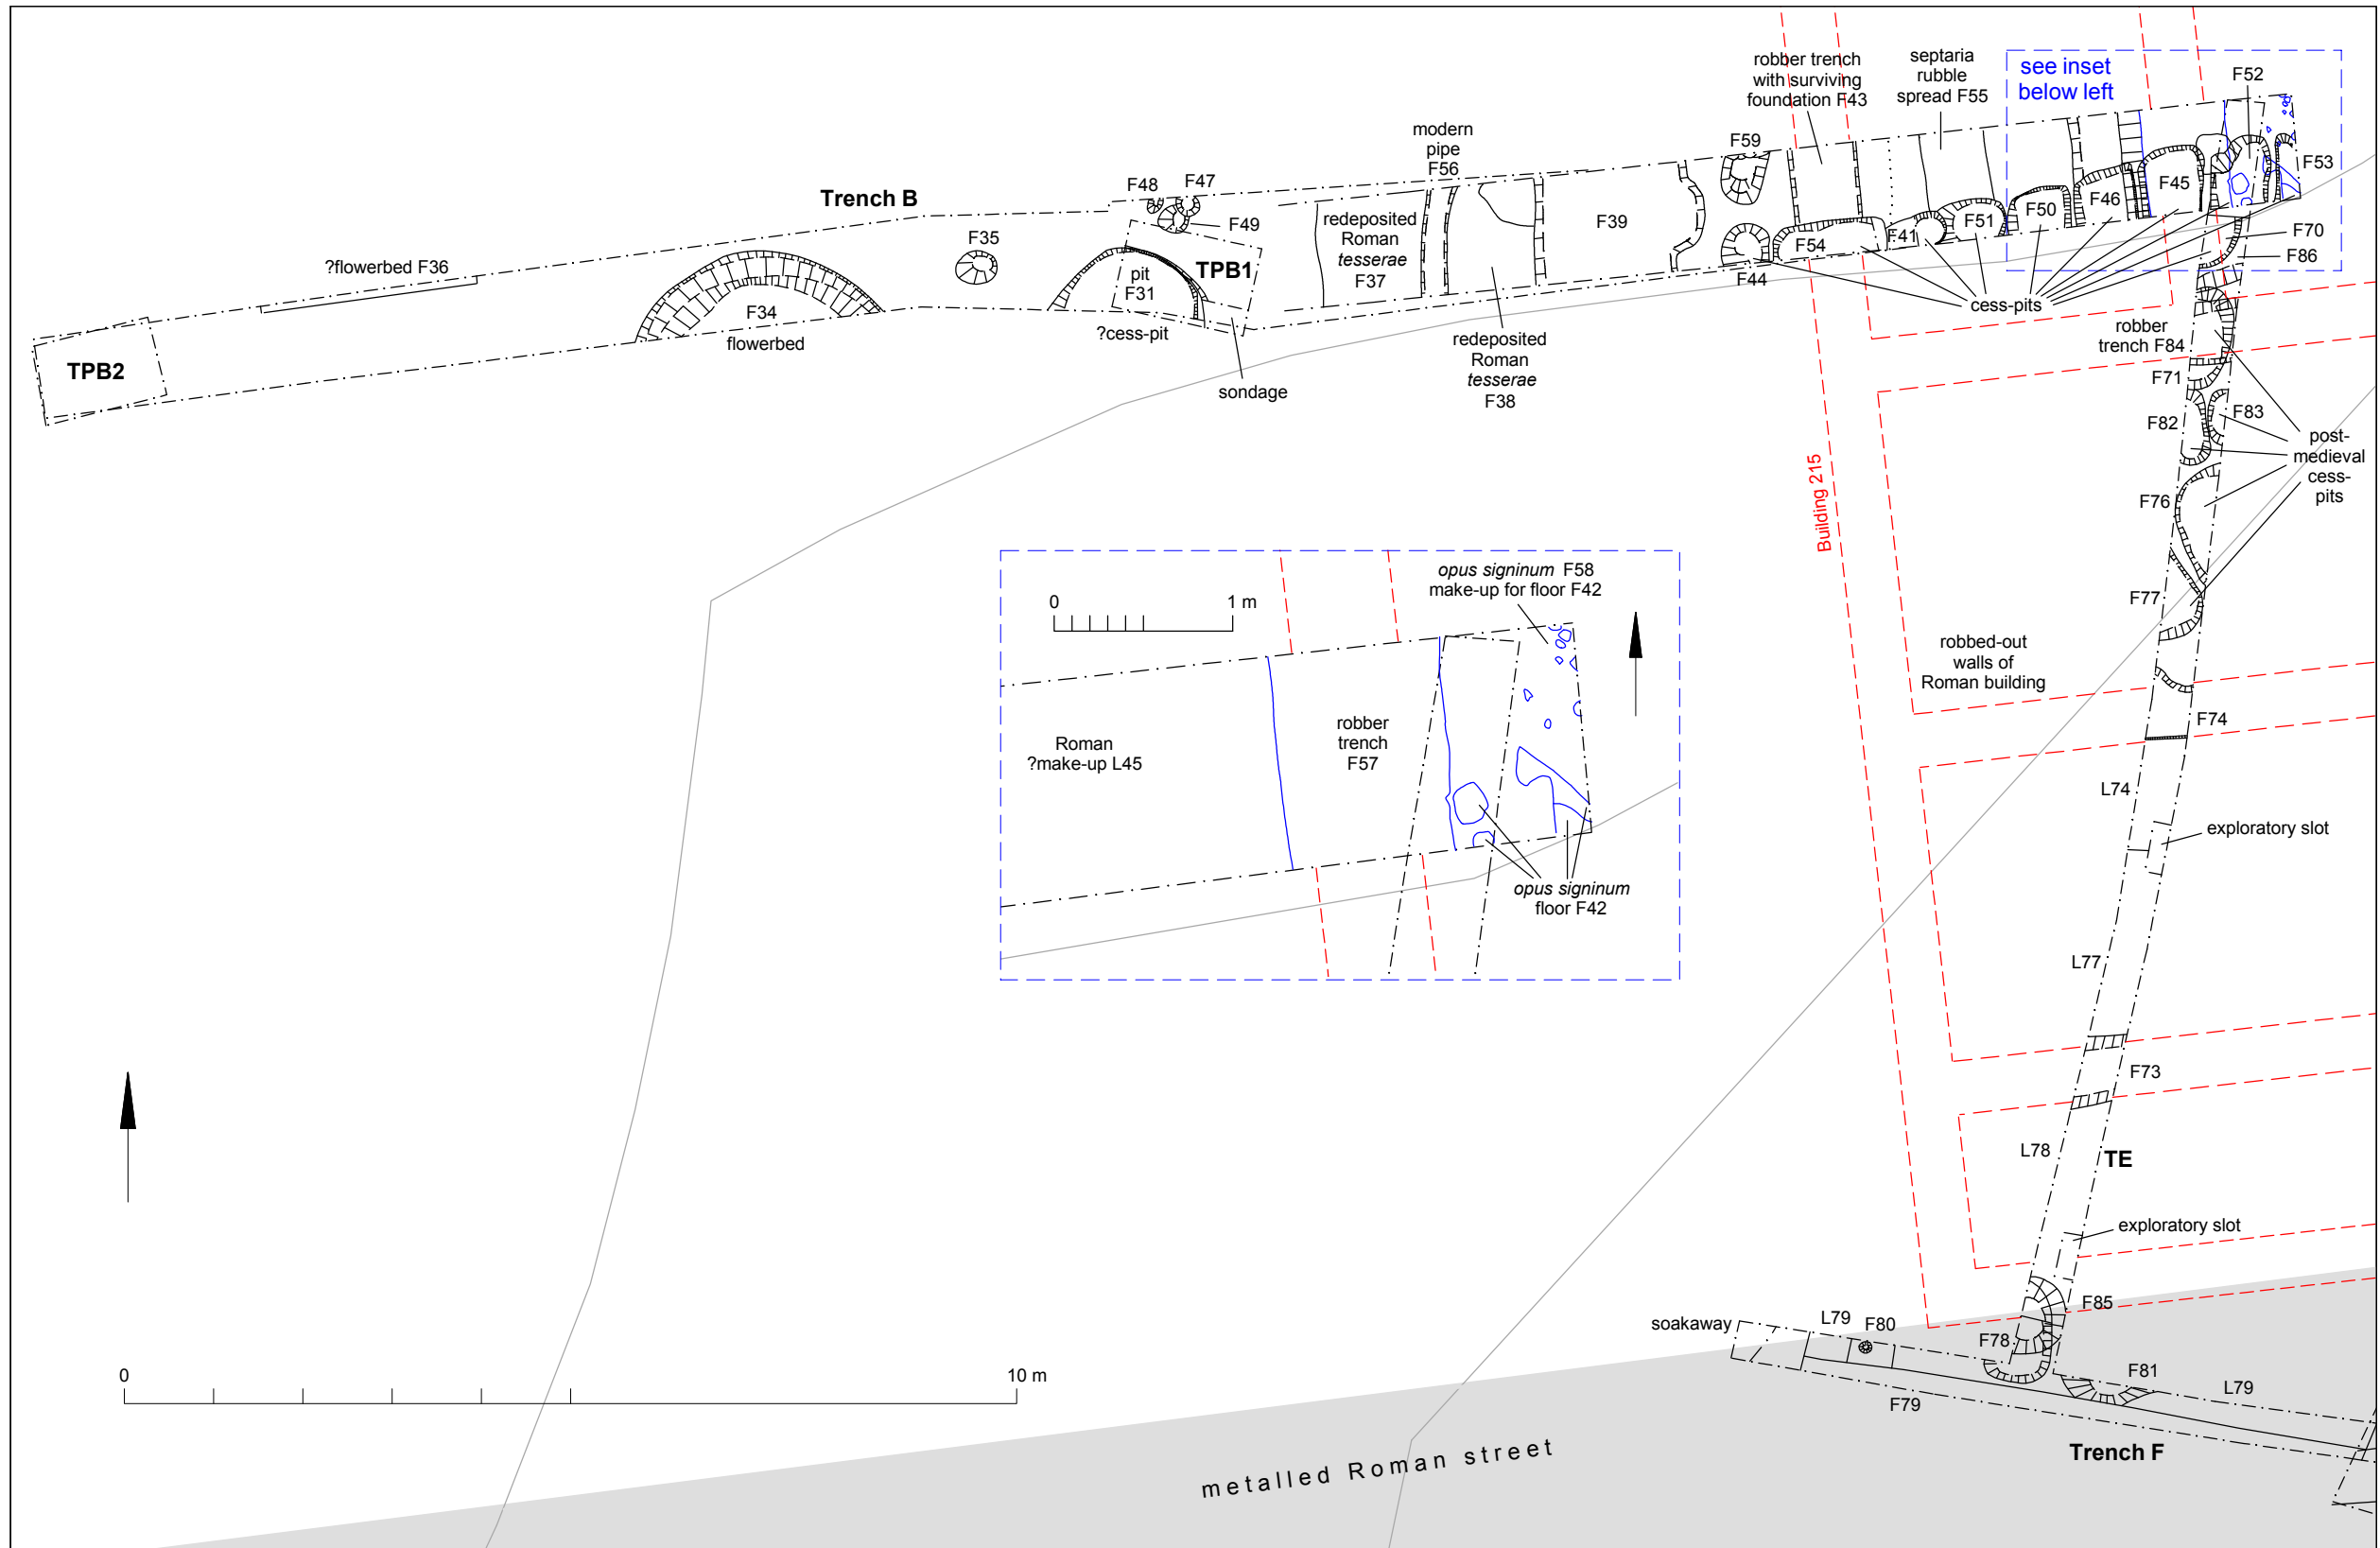 robber trench
with surviving
foundation F43
septaria
rubble
spread F55
see inset
below left
F52
F53
modern
pipe
F56
F59
Trench B
F48
F47
F49
F35
?flowerbed F36
TPB2
F34
flowerbed
pit
F31
TPB1
?cess-pit
sondage
redeposited
Roman
tesserae
F37
F39
redeposited
Roman
tesserae
F38
F44
F54
F41
F51
F50
F46
F45
F70
F86
cess-pits
robber
trench F84
F71
F82
F83
post-
medieval
cess-
pits
F76
F77
Building 215
robbed-out
walls of
Roman building
F74
L74
exploratory slot
L77
F73
L78
TE
exploratory slot
F85
0
1 m
opus signinum F58
make-up for floor F42
Roman
?make-up L45
robber
trench
F57
opus signinum
floor F42
soakaway
L79
F80
F78
F81
L79
F79
Trench F
0
10 m
metalled Roman street